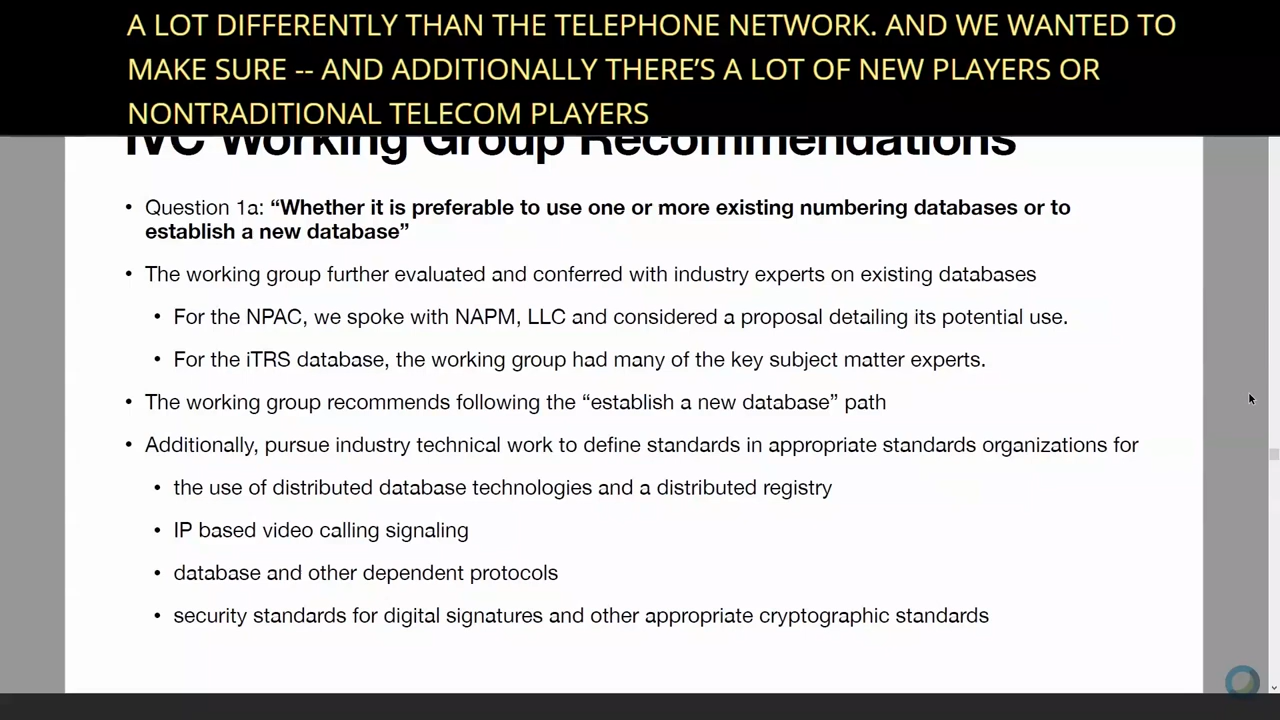 A LOT DIFFERENTLY THAN THE TELEPHONE NETWORK. AND WE WANTED TO
MAKE SURE -- AND ADDITIONALLY THERE'S A LOT OF NEW PLAYERS OR
NONTRADITIONAL TELECOM PLAYERS
IVC Working Group Recommendations
• Question 1a: “Whether it is preferable to use one or more existing numbering databases or to
establish a new database”
• The working group further evaluated and conferred with industry experts on existing databases
• For the NPAC, we spoke with NAPM, LLC and considered a proposal detailing its potential use.
• For the iTRS database, the working group had many of the key subject matter experts.
• The working group recommends following the “establish a new database” path
• Additionally, pursue industry technical work to define standards in appropriate standards organizations for
• the use of distributed database technologies and a distributed registry
• IP based video calling signaling
• database and other dependent protocols
• security standards for digital signatures and other appropriate cryptographic standards